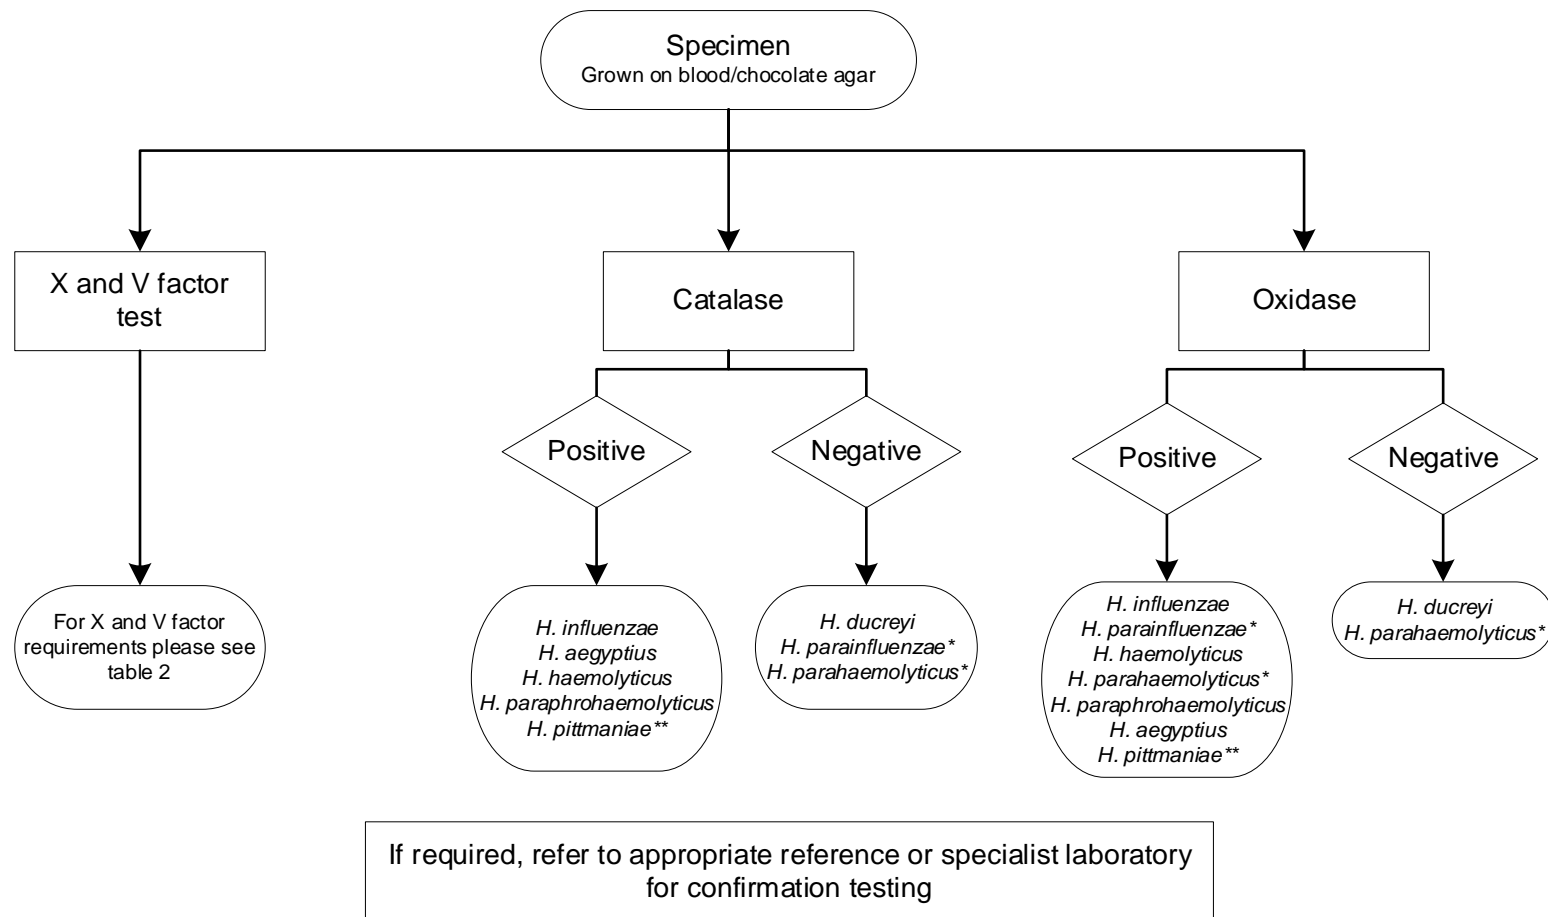 Specimen
Grown on blood/chocolate agar
X and V factor
test
Catalase
Oxidase
Positive
Negative
Positive
Negative
For X and V factor
requirements please see
table 2
H. influenzae
H. aegyptius
H. haemolyticus
H. paraphrohaemolyticus
H. pittmaniae**
H. ducreyi
H. parainfluenzae*
H. parahaemolyticus*
H. influenzae
H. parainfluenzae*
H. haemolyticus
H. parahaemolyticus*
H. paraphrohaemolyticus
H. aegyptius
H. pittmaniae**
H. ducreyi
H. parahaemolyticus*
If required, refer to appropriate reference or specialist laboratory
for confirmation testing